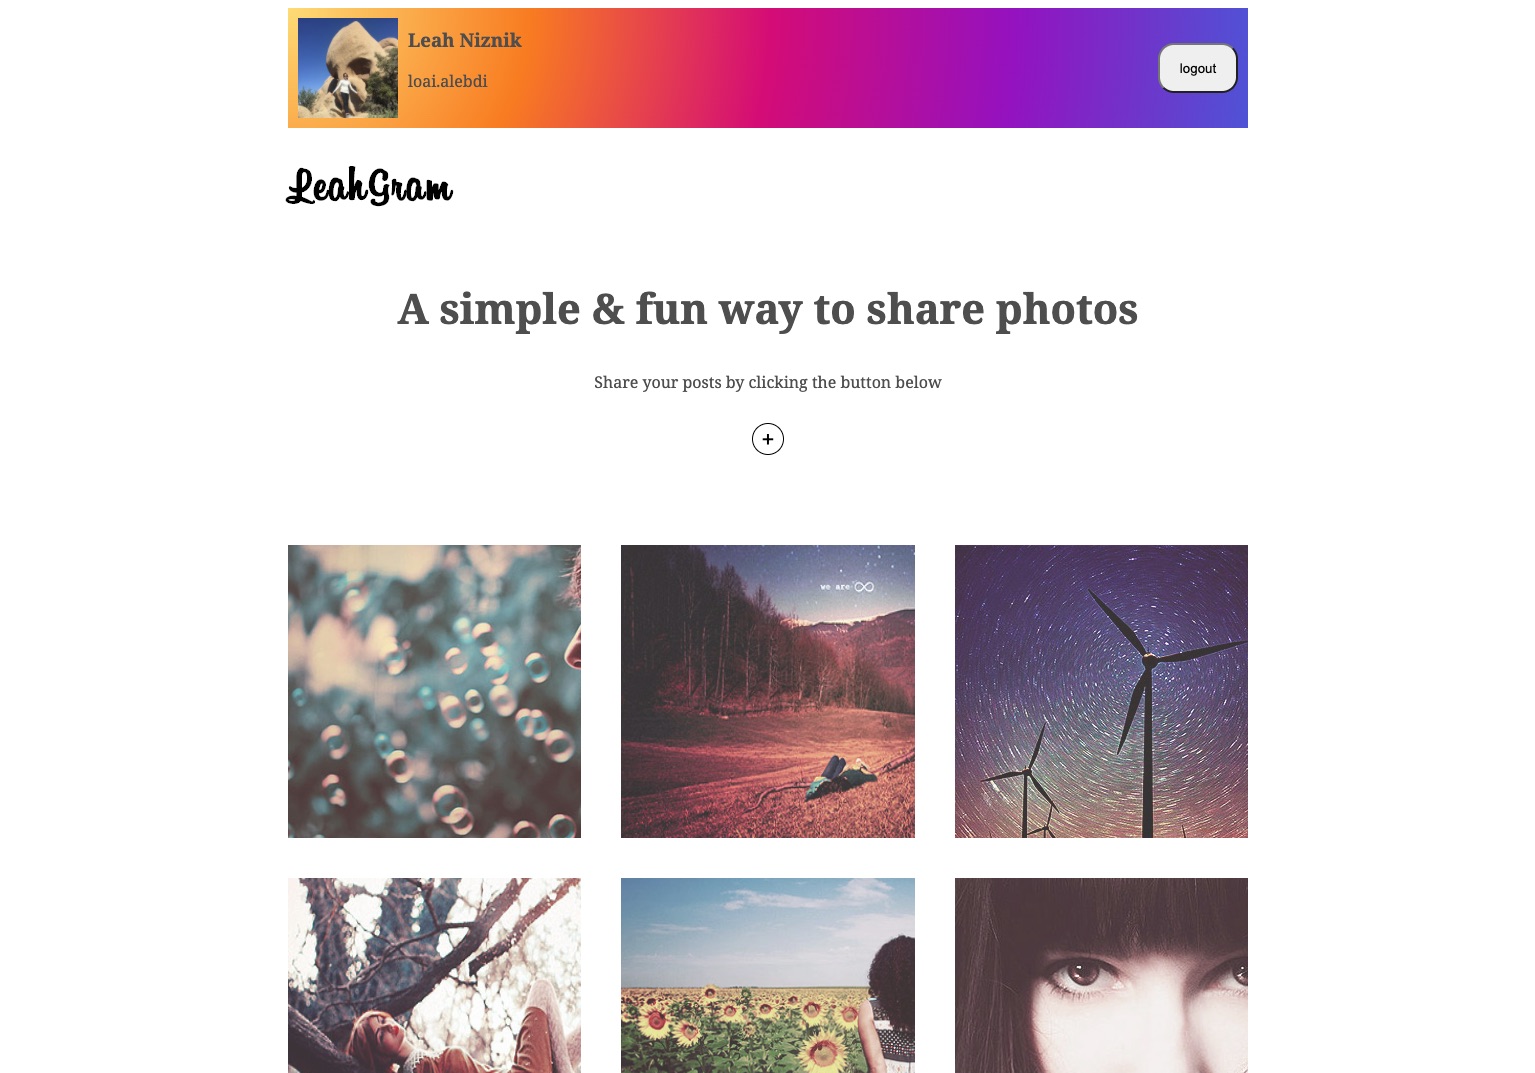 Leah Niznik
loai.alebdi
logout
LeahGram
A simple & fun way to share photos
Share your posts by clicking the button below
+
we are ∞